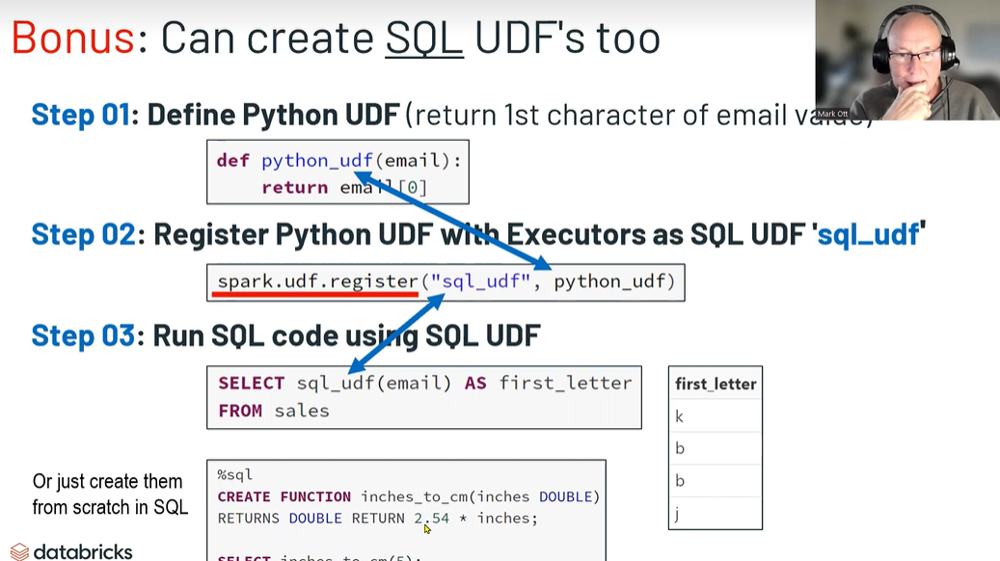 Bonus: Can create SQL UDF's too
Mark Ott
Step 01: Define Python UDF (return 1st character of email value)
def python_udf(email):
return email[0]
Step 02: Register Python UDF with Executors as SQL UDF 'sql_udf'
spark.udf.register("sql_udf", python_udf)
Step 03: Run SQL code using SQL UDF
SELECT sql_udf(email) AS first_letter
FROM sales
first_letter
k
b
b
j
Or just create them
from scratch in SQL
%sql
CREATE FUNCTION inches_to_cm(inches DOUBLE)
RETURNS DOUBLE RETURN 2.54 * inches;
SELECT inches_to_cm(5);
databricks